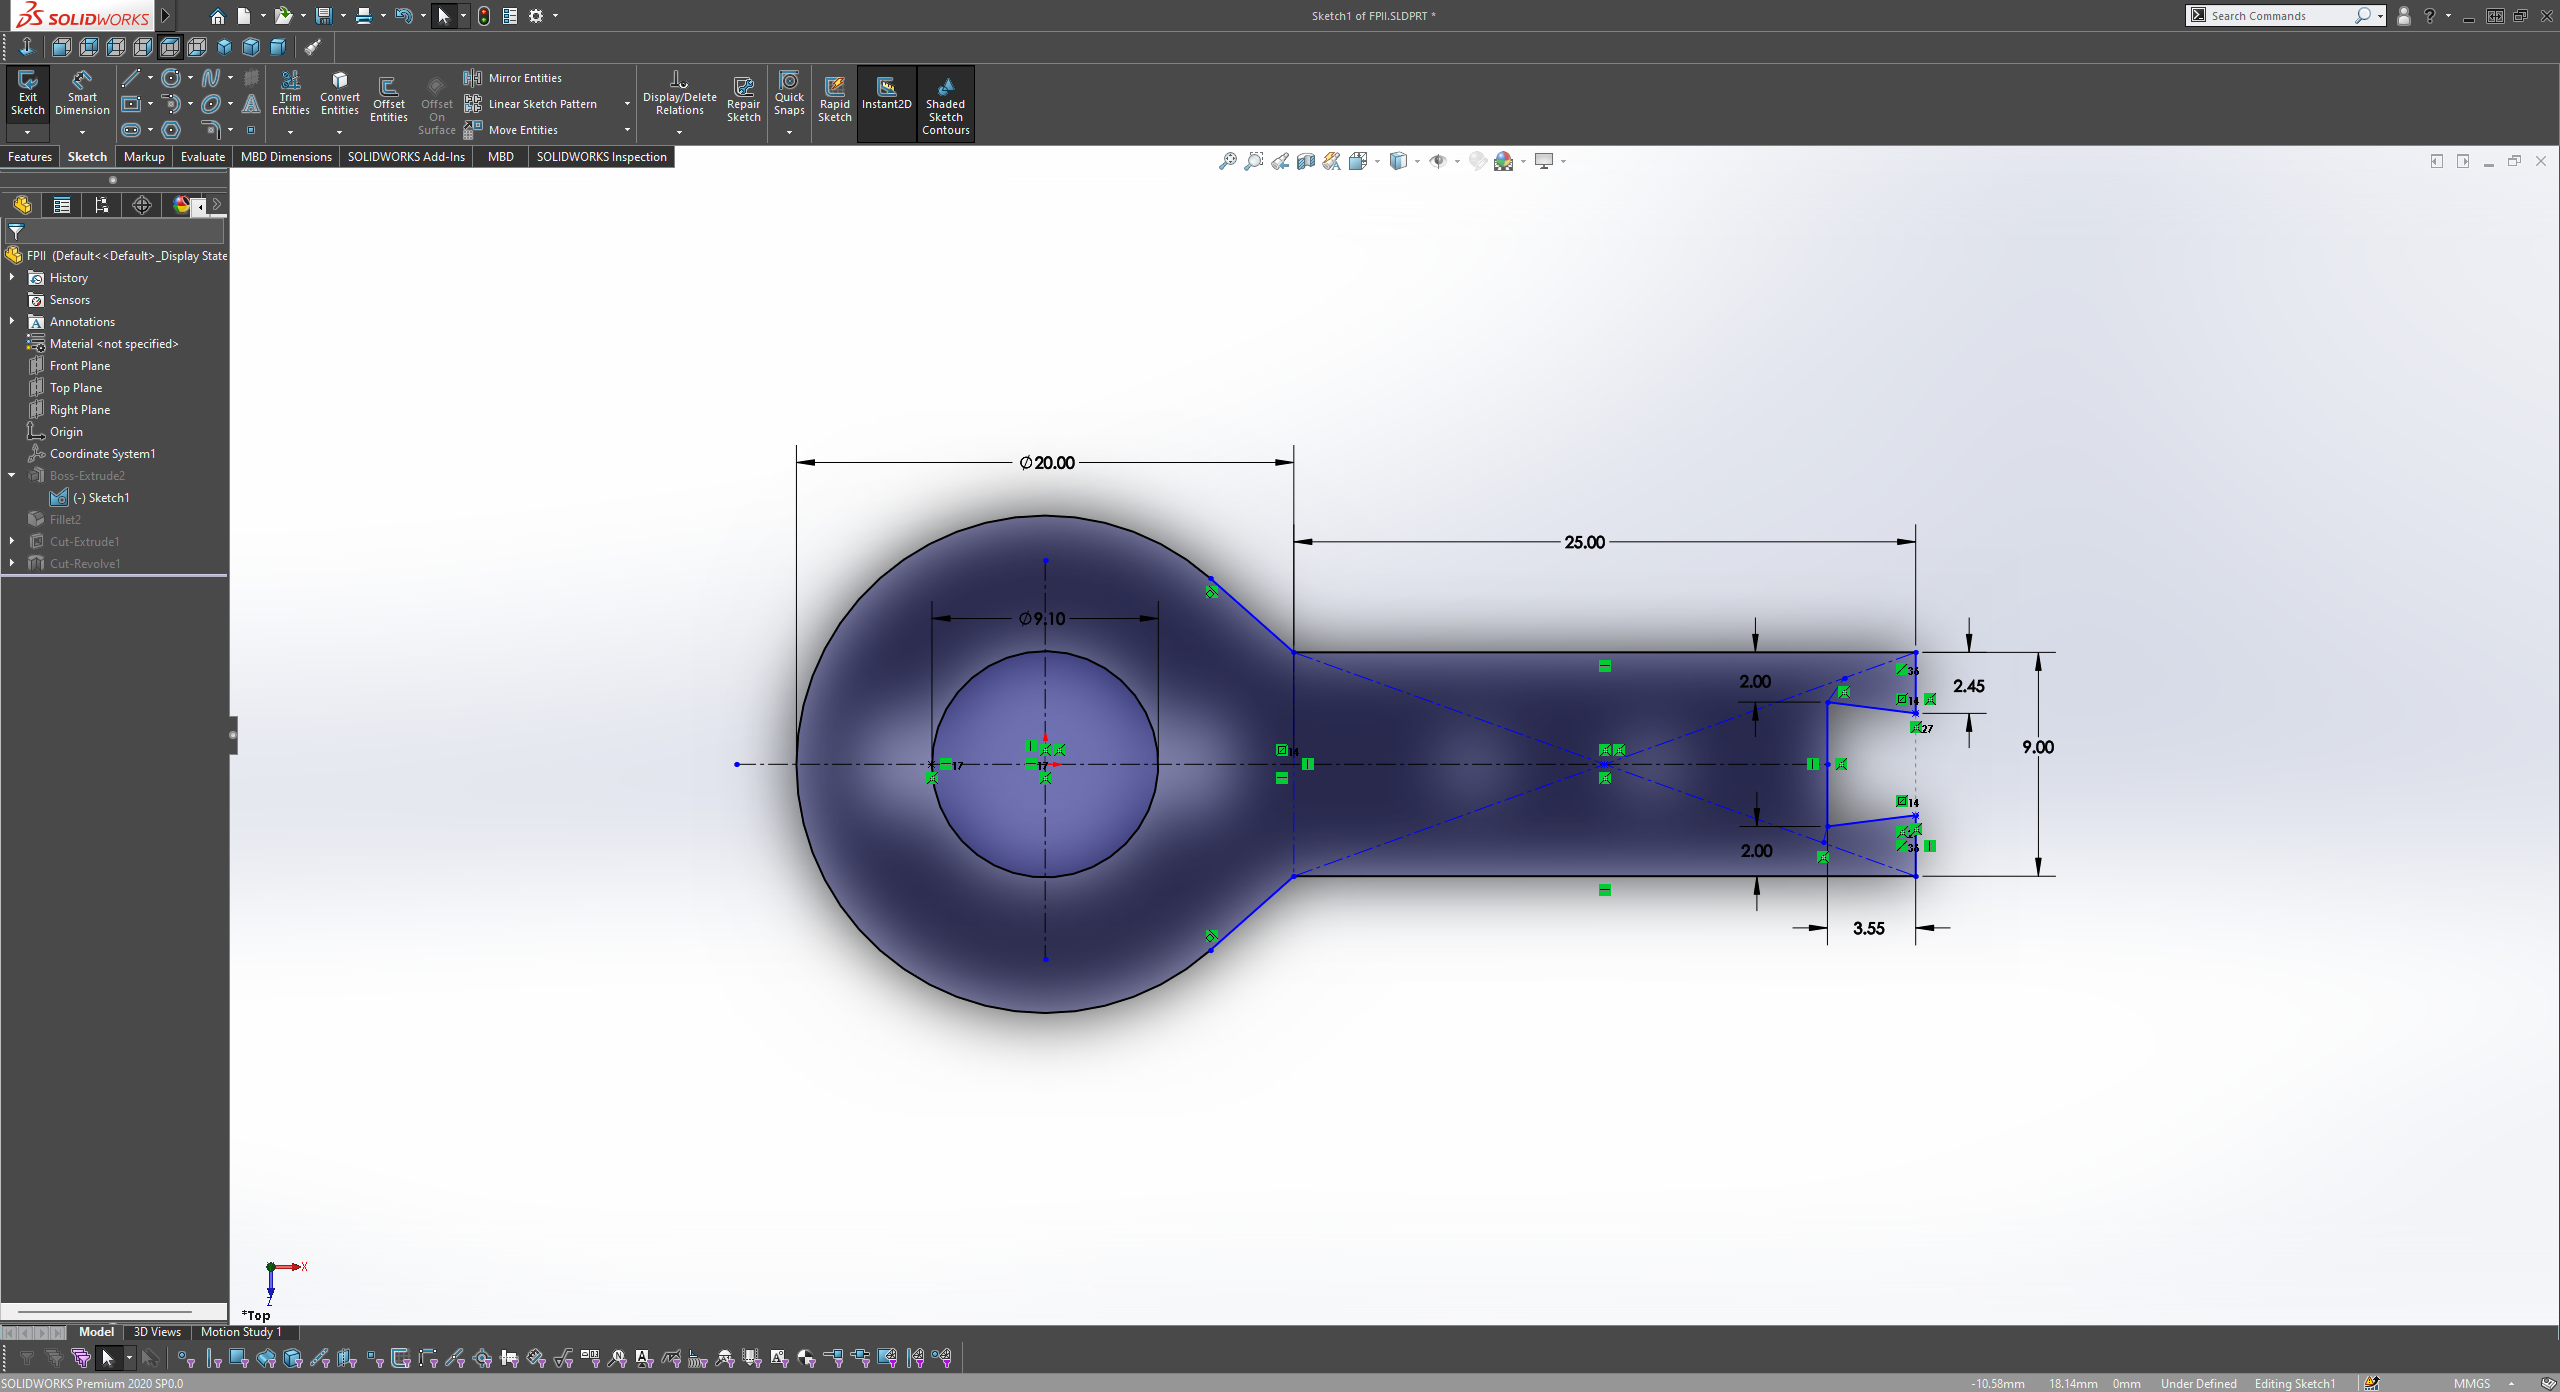 SOLIDWORKS
Sketch1 of FPII.SLDPRT *
Search Commands
Exit Sketch
Smart Dimension
Trim Entities
Convert Entities
Offset Entities
Offset On Surface
Mirror Entities
Linear Sketch Pattern
Move Entities
Display/Delete Relations
Repair Sketch
Quick Snaps
Rapid Sketch
Instant2D
Shaded Sketch Contours
Features
Sketch
Markup
Evaluate
MBD Dimensions
SOLIDWORKS Add-Ins
MBD
SOLIDWORKS Inspection
FPII (Default<<Default>_Display State
History
Sensors
Annotations
Material <not specified>
Front Plane
Top Plane
Right Plane
Origin
Coordinate System1
Boss-Extrude2
(-) Sketch1
Fillet2
Cut-Extrude1
Cut-Revolve1
∅20.00
25.00
∅9.10
2.00
36
2.45
14
27
9.00
14
17
17
14
36
2.00
3.55
X
Z
*Top
Model
3D Views
Motion Study 1
SOLIDWORKS Premium 2020 SP0.0
-10.58mm
18.14mm
0mm
Under Defined
Editing Sketch1
MMGS